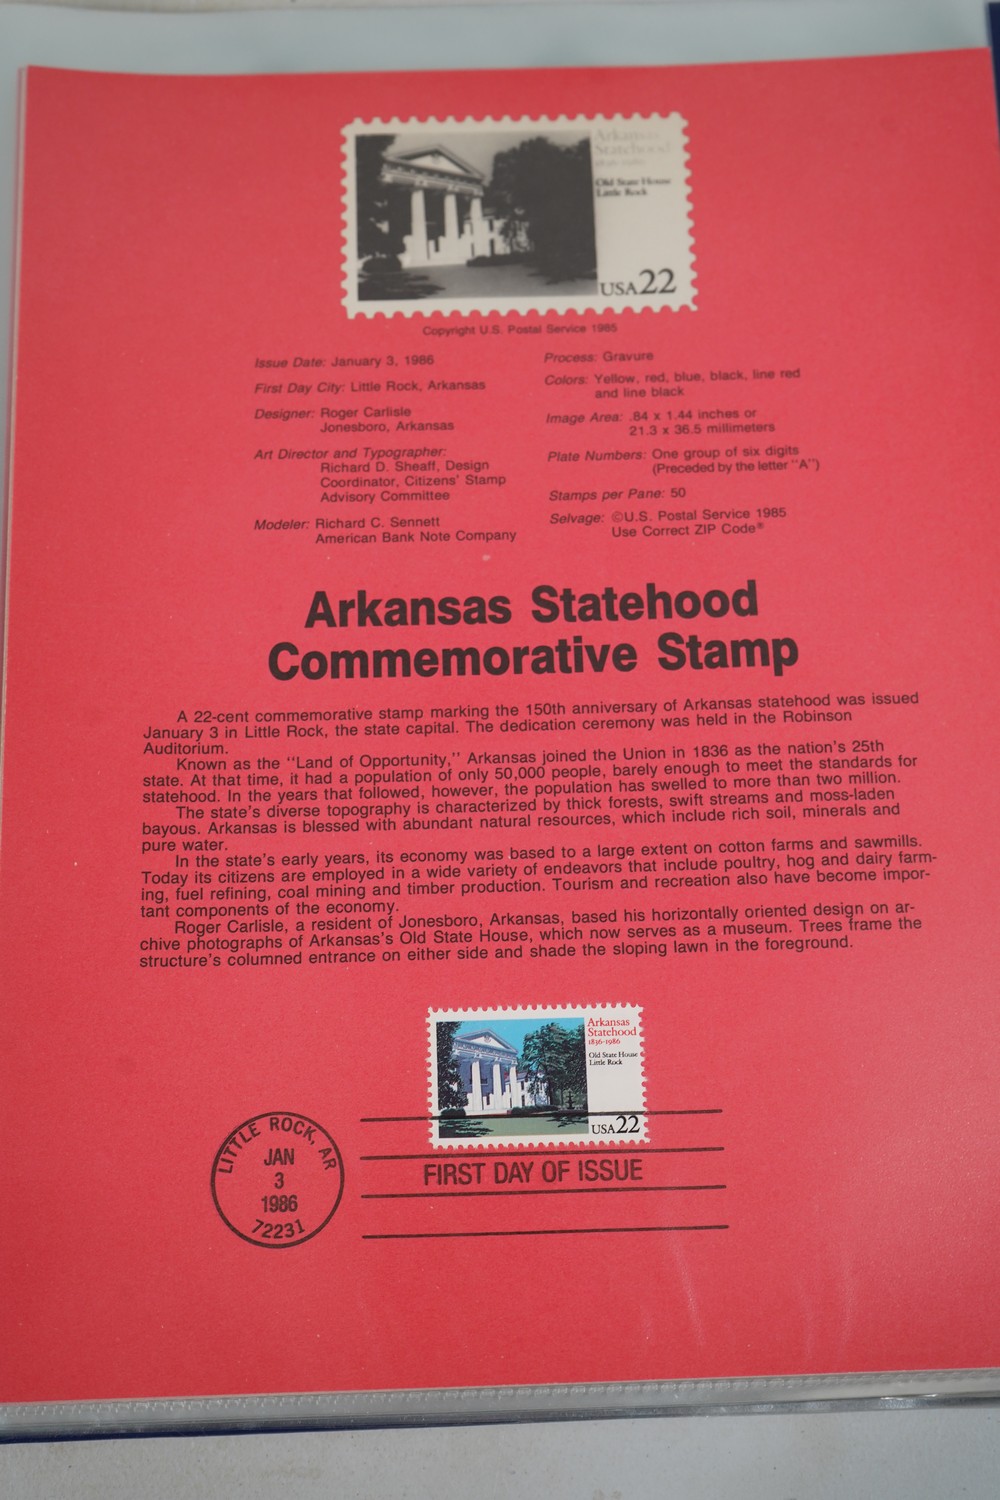 Arkansas
Statehood
1836-1986
Old State House
Little Rock
USA 22
Copyright U.S. Postal Service 1985
Issue Date: January 3, 1986
First Day City: Little Rock, Arkansas
Designer: Roger Carlisle
Jonesboro, Arkansas
Art Director and Typographer:
Richard D. Sheaff, Design
Coordinator, Citizens' Stamp
Advisory Committee
Modeler: Richard C. Sennett
American Bank Note Company
Process: Gravure
Colors: Yellow, red, blue, black, line red
and line black
Image Area: .84 x 1.44 inches or
21.3 x 36.5 millimeters
Plate Numbers: One group of six digits
(Preceded by the letter "A")
Stamps per Pane: 50
Selvage: ©U.S. Postal Service 1985
Use Correct ZIP Code®
Arkansas Statehood
Commemorative Stamp
A 22-cent commemorative stamp marking the 150th anniversary of Arkansas statehood was issued
January 3 in Little Rock, the state capital. The dedication ceremony was held in the Robinson
Auditorium.
Known as the "Land of Opportunity," Arkansas joined the Union in 1836 as the nation's 25th
state. At that time, it had a population of only 50,000 people, barely enough to meet the standards for
statehood. In the years that followed, however, the population has swelled to more than two million.
The state's diverse topography is characterized by thick forests, swift streams and moss-laden
bayous. Arkansas is blessed with abundant natural resources, which include rich soil, minerals and
pure water.
In the state's early years, its economy was based to a large extent on cotton farms and sawmills.
Today its citizens are employed in a wide variety of endeavors that include poultry, hog and dairy farm-
ing, fuel refining, coal mining and timber production. Tourism and recreation also have become impor-
tant components of the economy.
Roger Carlisle, a resident of Jonesboro, Arkansas, based his horizontally oriented design on ar-
chive photographs of Arkansas's Old State House, which now serves as a museum. Trees frame the
structure's columned entrance on either side and shade the sloping lawn in the foreground.
Arkansas
Statehood
1836-1986
Old State House
Little Rock
USA 22
LITTLE ROCK, AR
JAN
3
1986
72231
FIRST DAY OF ISSUE